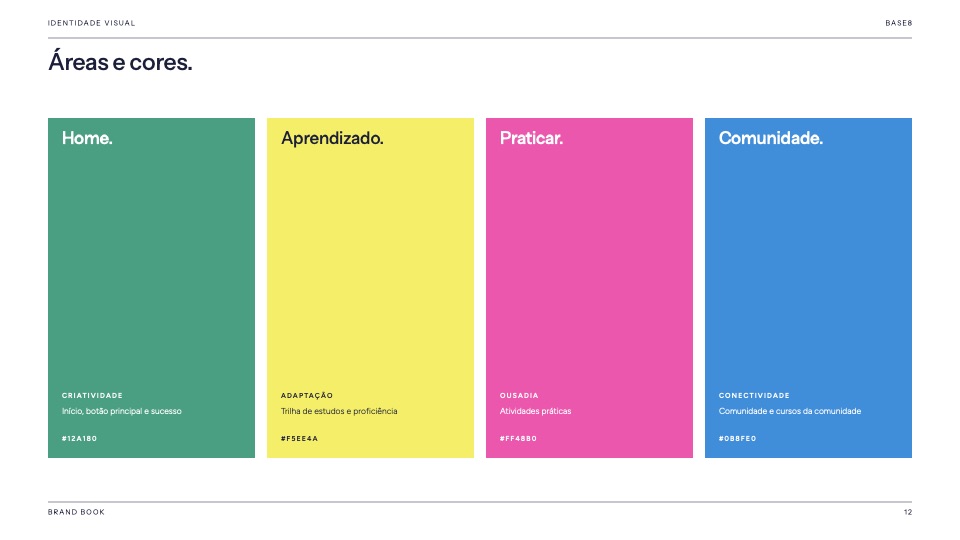 IDENTIDADE VISUAL
BASE8
Áreas e cores.
Home.
CRIATIVIDADE
Início, botão principal e sucesso
#12A180
Aprendizado.
ADAPTAÇÃO
Trilha de estudos e proficiência
#F5EE4A
Praticar.
OUSADIA
Atividades práticas
#FF48B0
Comunidade.
CONECTIVIDADE
Comunidade e cursos da comunidade
#0B8FE0
BRAND BOOK
12